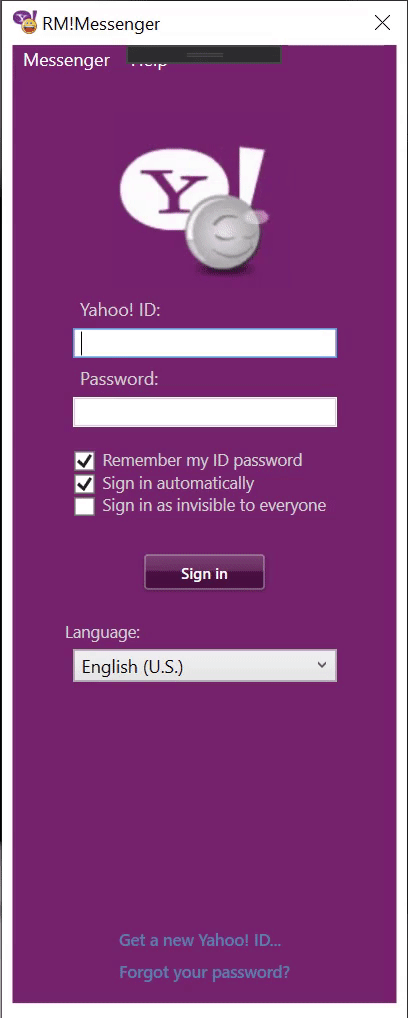 RM!Messenger
Messenger Help
Y!
Yahoo! ID:
Password:
Remember my ID password
Sign in automatically
Sign in as invisible to everyone
Sign in
Language:
English (U.S.)
Get a new Yahoo! ID...
Forgot your password?